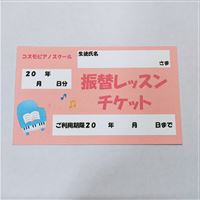 コスモピアノスクール
生徒氏名
さま
20　年
月　日分
振替レッスン
チケット
ご利用期限20　年　月　日まで